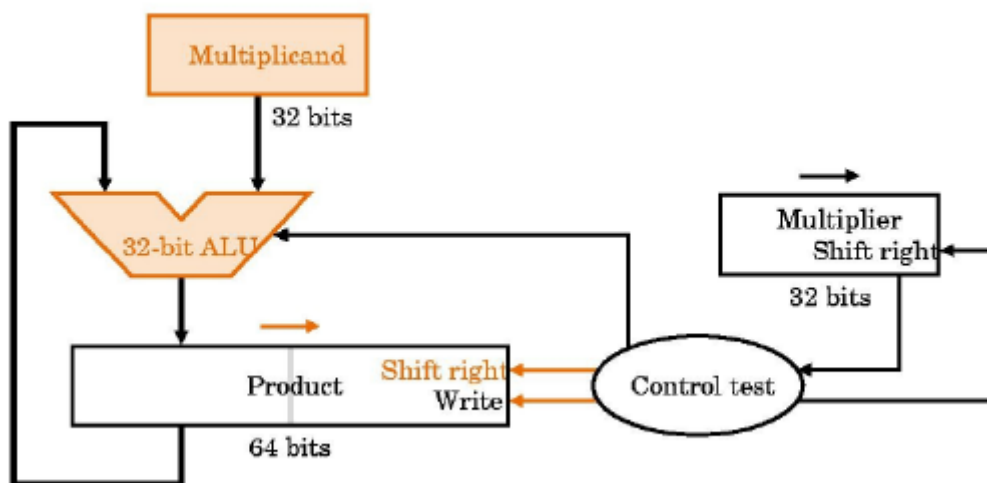 Multiplicand
32 bits
32-bit ALU
Multiplier
Shift right
32 bits
Product
Shift right
Write
64 bits
Control test